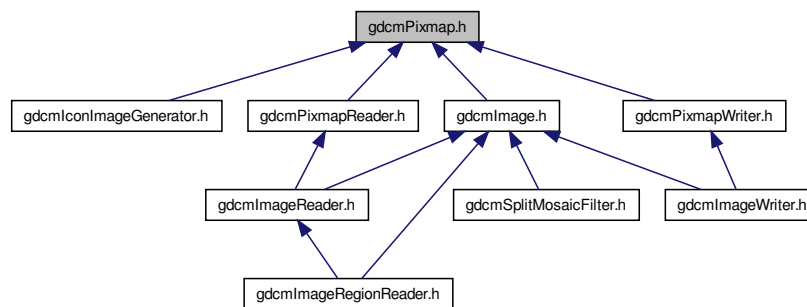 gdcmPixmap.h
gdcmIconImageGenerator.h
gdcmPixmapReader.h
gdcmImage.h
gdcmPixmapWriter.h
gdcmImageReader.h
gdcmSplitMosaicFilter.h
gdcmImageWriter.h
gdcmImageRegionReader.h